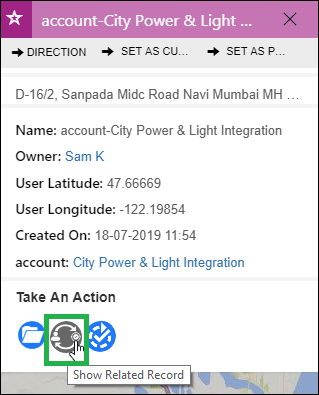 account-City Power & Light ...
DIRECTION SET AS CU... SET AS P...
D-16/2, Sanpada Midc Road Navi Mumbai MH ...
Name: account-City Power & Light Integration
Owner: Sam K
User Latitude: 47.66669
User Longitude: -122.19854
Created On: 18-07-2019 11:54
account: City Power & Light Integration
Take An Action
Show Related Record